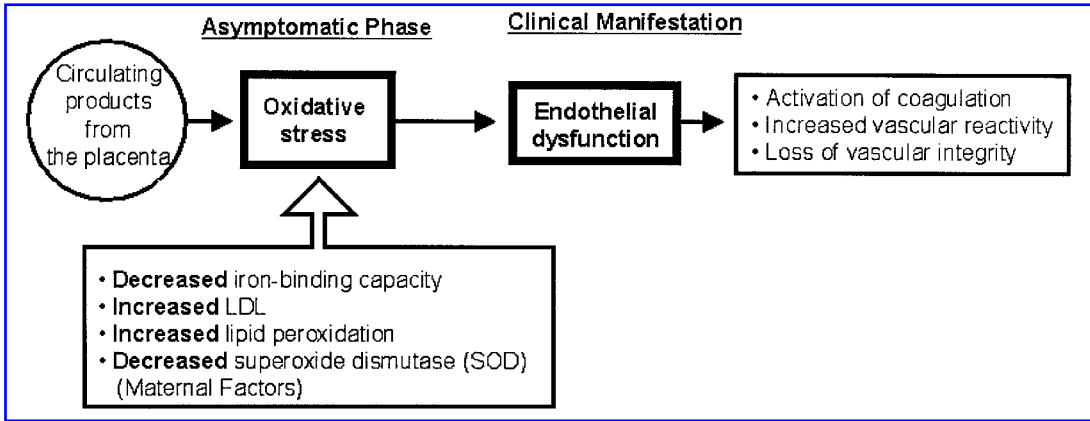 Asymptomatic Phase
Clinical Manifestation
Circulating
products
from
the placenta
Oxidative
stress
Endothelial
dysfunction
• Activation of coagulation
• Increased vascular reactivity
• Loss of vascular integrity
• Decreased iron-binding capacity
• Increased LDL
• Increased lipid peroxidation
• Decreased superoxide dismutase (SOD)
(Maternal Factors)